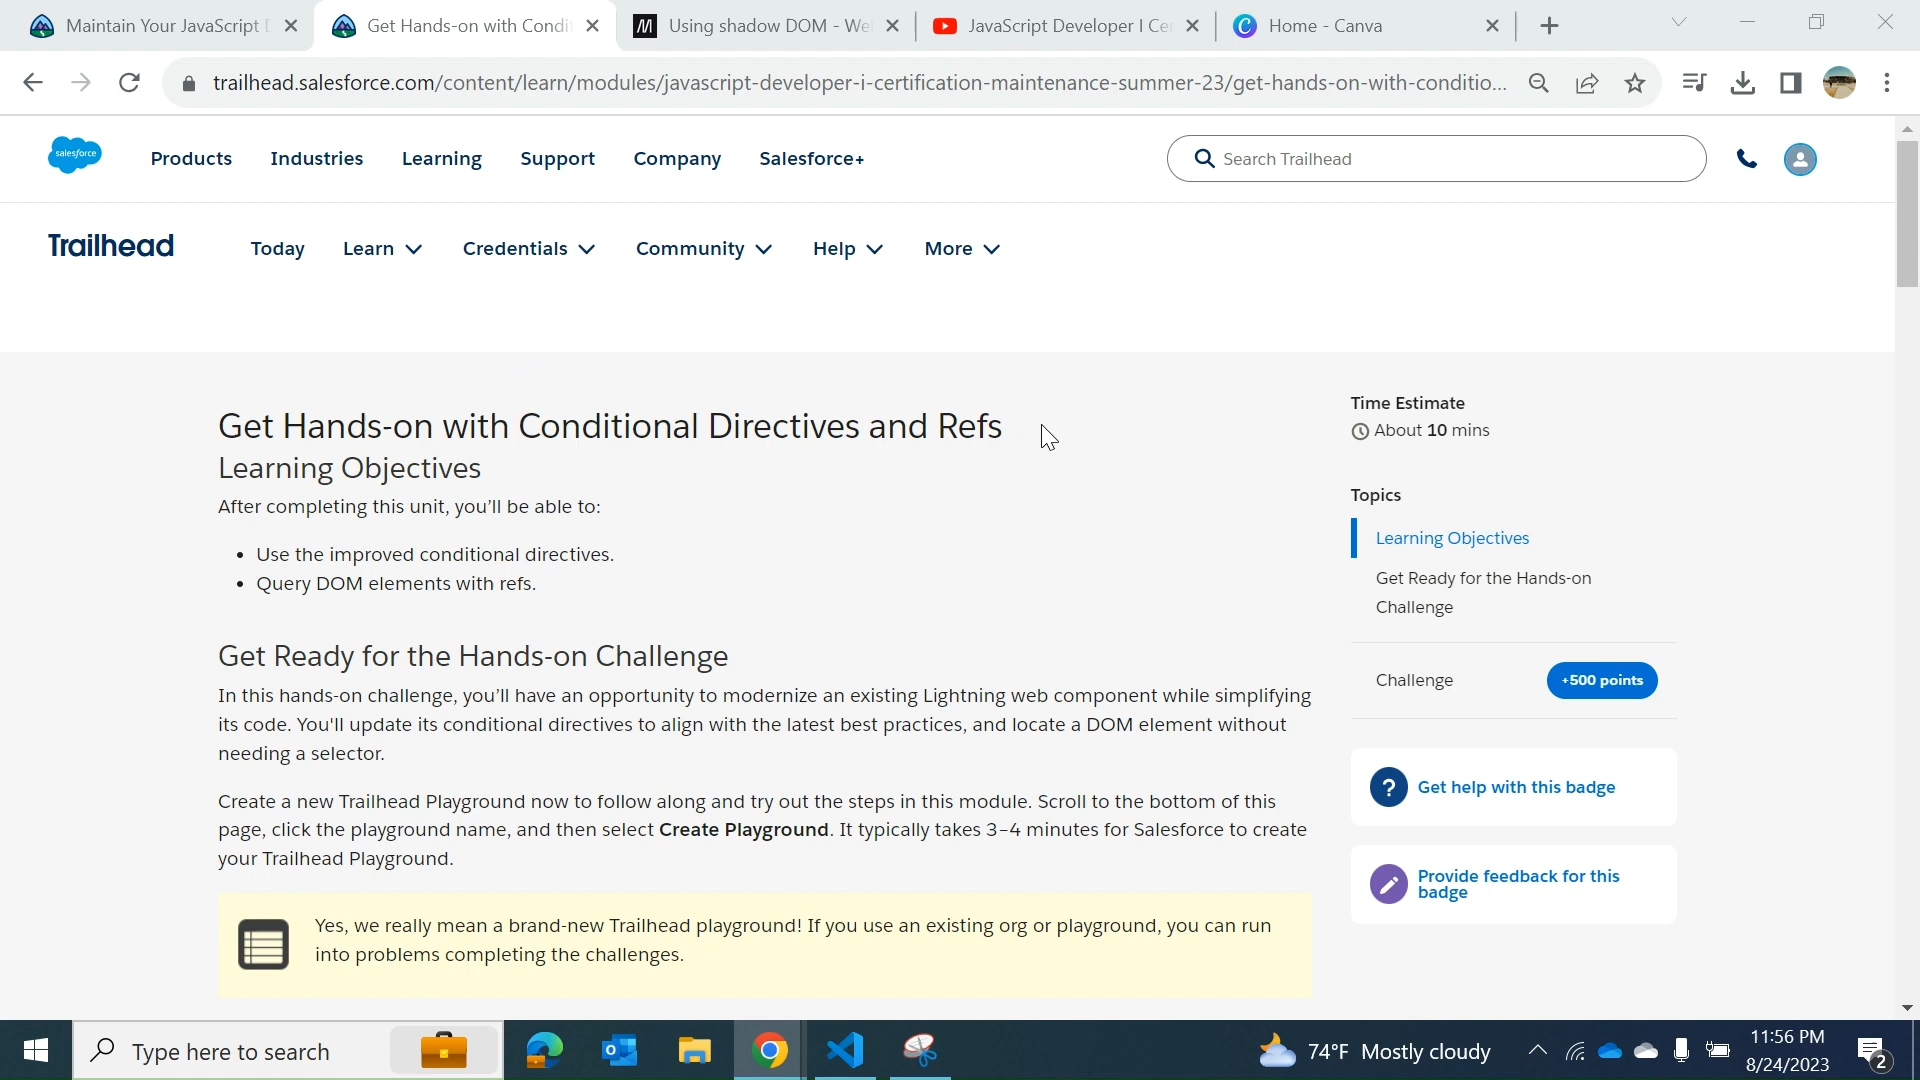 Maintain Your JavaScript D
Get Hands-on with Condit
Using shadow DOM - We
JavaScript Developer I Cer
Home - Canva
trailhead.salesforce.com/content/learn/modules/javascript-developer-i-certification-maintenance-summer-23/get-hands-on-with-conditio...
salesforce
Products
Industries
Learning
Support
Company
Salesforce+
Search Trailhead
Trailhead
Today
Learn
Credentials
Community
Help
More
Get Hands-on with Conditional Directives and Refs
Learning Objectives
After completing this unit, you’ll be able to:
• Use the improved conditional directives.
• Query DOM elements with refs.
Get Ready for the Hands-on Challenge
In this hands-on challenge, you’ll have an opportunity to modernize an existing Lightning web component while simplifying
its code. You'll update its conditional directives to align with the latest best practices, and locate a DOM element without
needing a selector.
Create a new Trailhead Playground now to follow along and try out the steps in this module. Scroll to the bottom of this
page, click the playground name, and then select Create Playground. It typically takes 3–4 minutes for Salesforce to create
your Trailhead Playground.
Yes, we really mean a brand-new Trailhead playground! If you use an existing org or playground, you can run
into problems completing the challenges.
Time Estimate
About 10 mins
Topics
Learning Objectives
Get Ready for the Hands-on
Challenge
Challenge
+500 points
? Get help with this badge
Provide feedback for this
badge
Type here to search
74°F Mostly cloudy
11:56 PM
8/24/2023
2